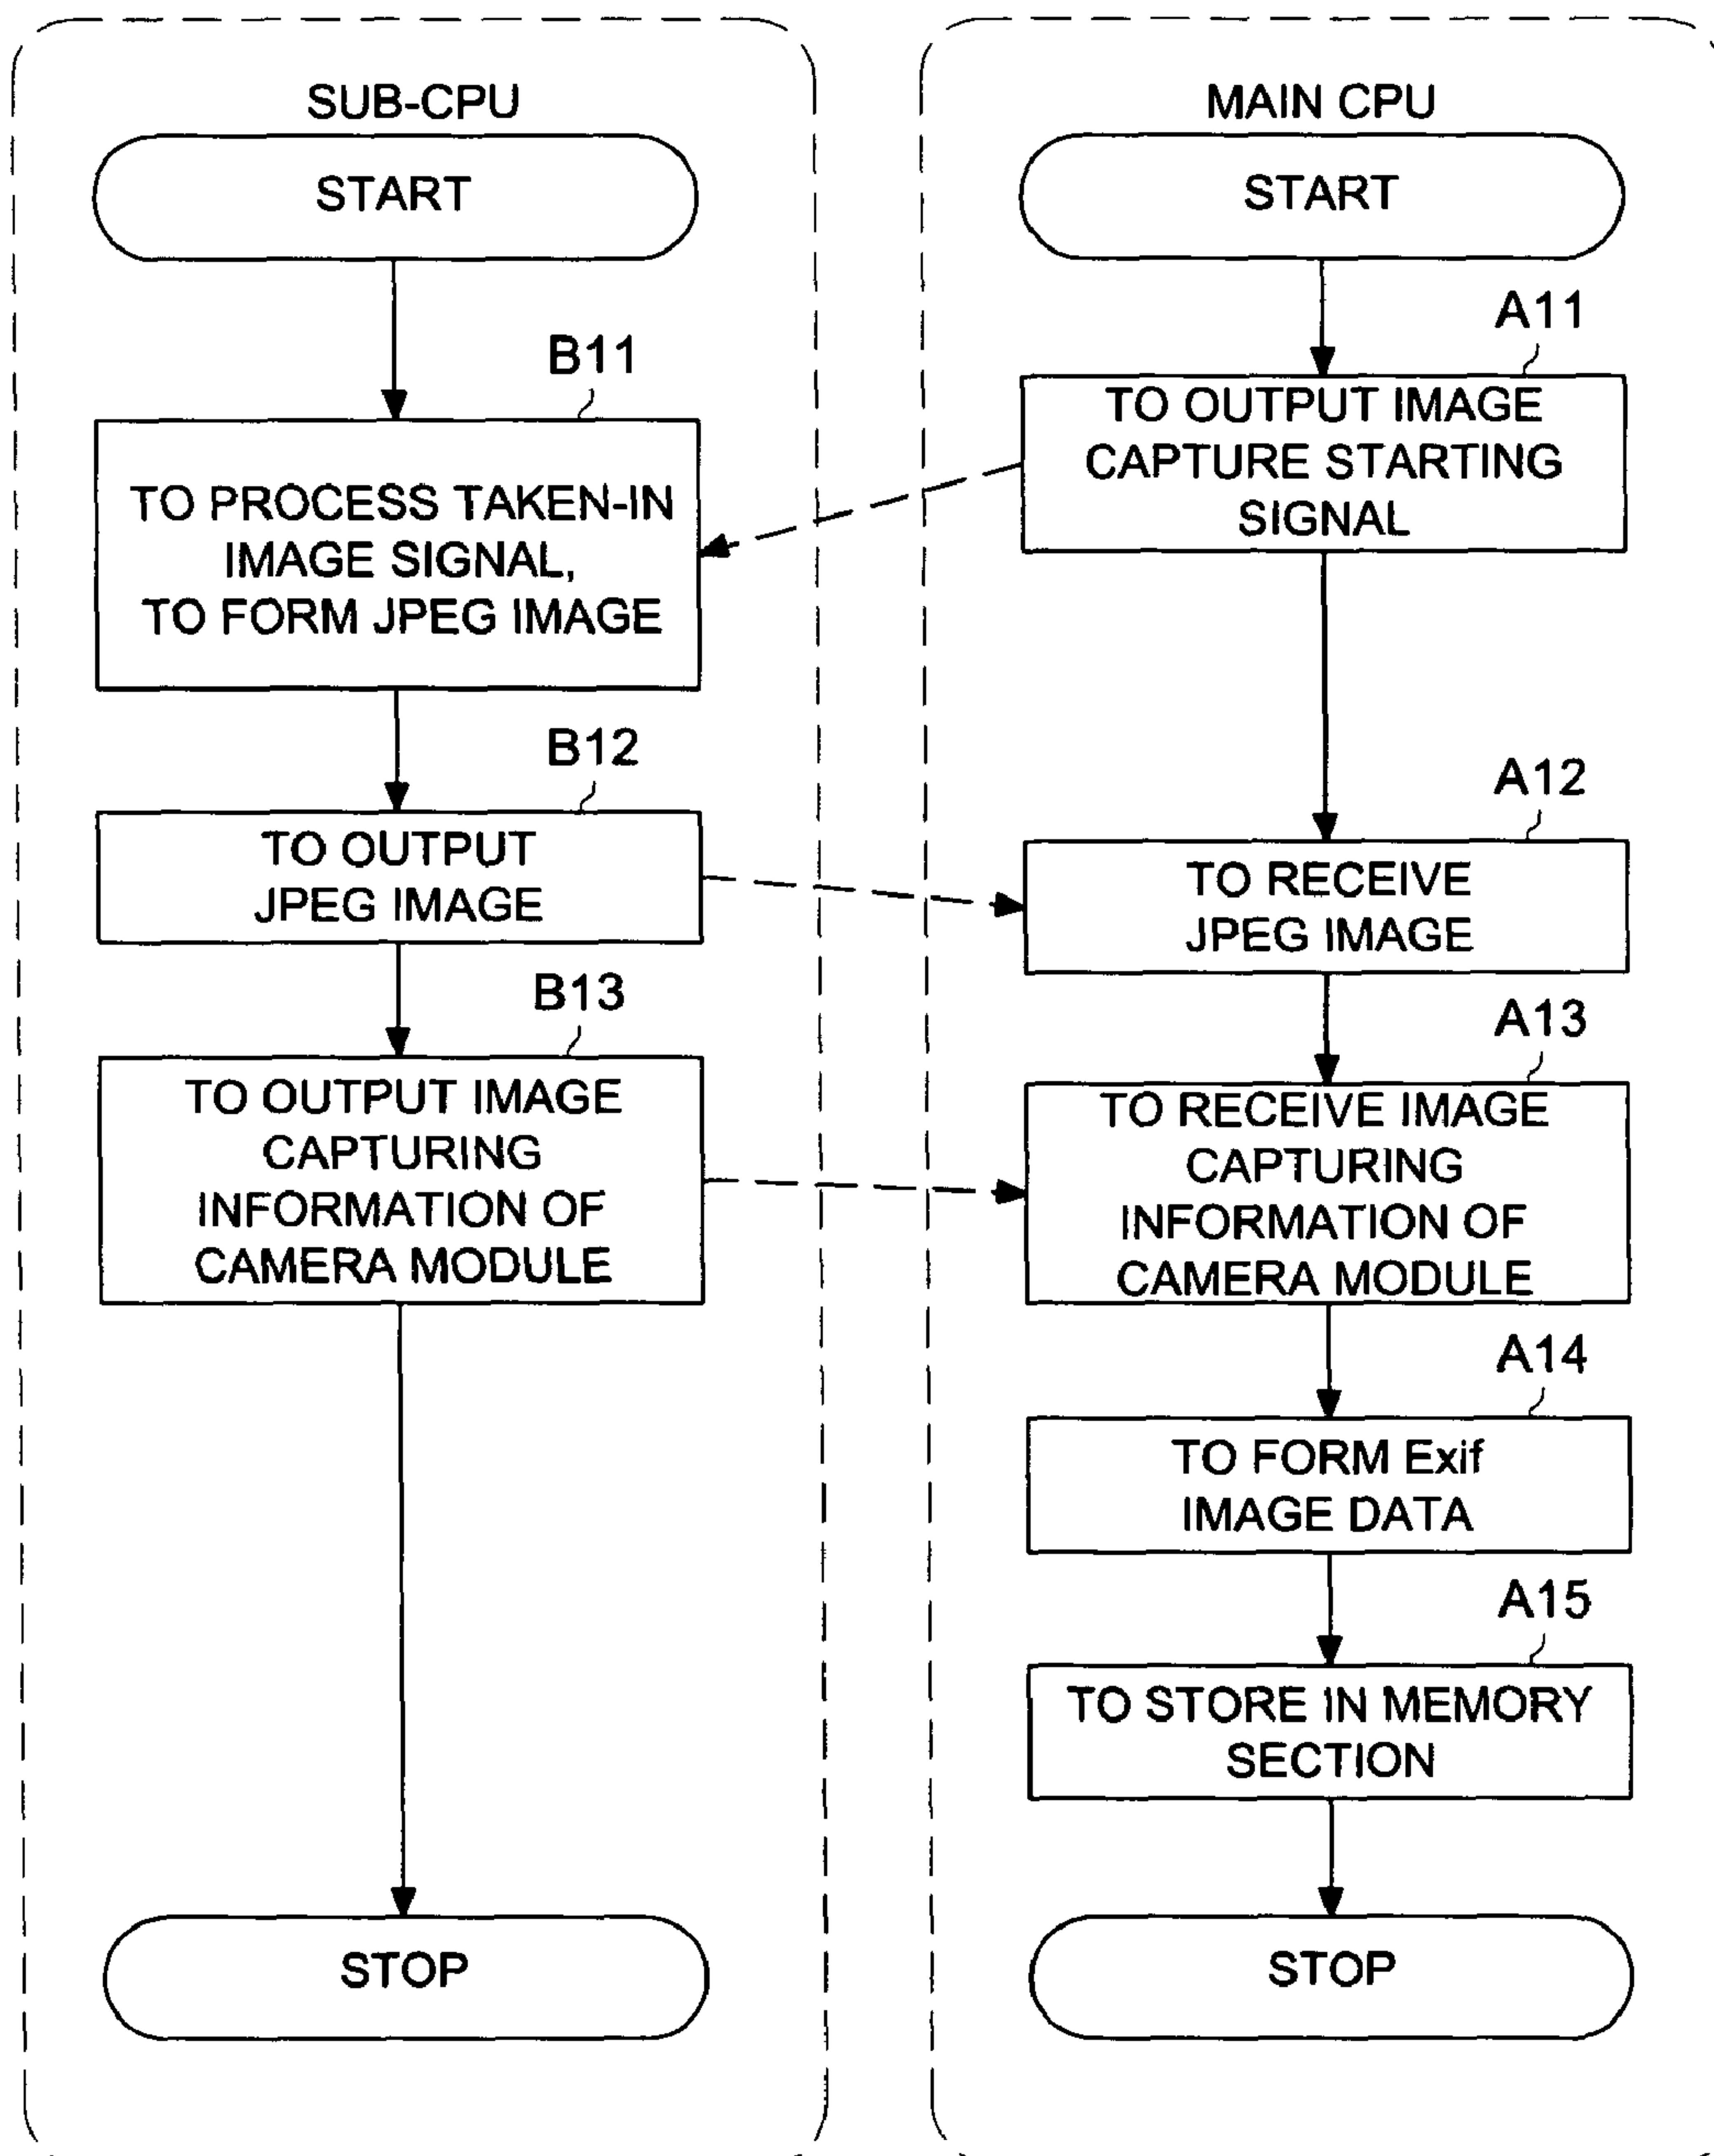 SUB-CPU
START
B11
TO PROCESS TAKEN-IN
IMAGE SIGNAL,
TO FORM JPEG IMAGE
B12
TO OUTPUT
JPEG IMAGE
B13
TO OUTPUT IMAGE
CAPTURING
INFORMATION OF
CAMERA MODULE
STOP
MAIN CPU
START
A11
TO OUTPUT IMAGE
CAPTURE STARTING
SIGNAL
A12
TO RECEIVE
JPEG IMAGE
A13
TO RECEIVE IMAGE
CAPTURING
INFORMATION OF
CAMERA MODULE
A14
TO FORM Exif
IMAGE DATA
A15
TO STORE IN MEMORY
SECTION
STOP